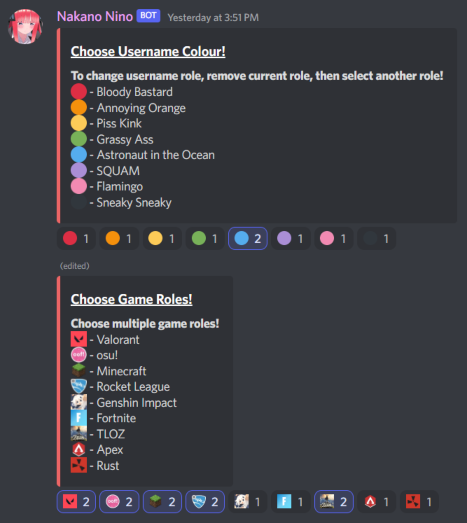 Nakano Nino BOT Yesterday at 3:51 PM
Choose Username Colour!
To change username role, remove current role, then select another role!
- Bloody Bastard
- Annoying Orange
- Piss Kink
- Grassy Ass
- Astronaut in the Ocean
- SQUAM
- Flamingo
- Sneaky Sneaky
1 1 1 1 2 1 1 1
(edited)
Choose Game Roles!
Choose multiple game roles!
- Valorant
- osu!
- Minecraft
- Rocket League
- Genshin Impact
- Fortnite
- TLOZ
- Apex
- Rust
2 2 2 2 1 1 2 1 1